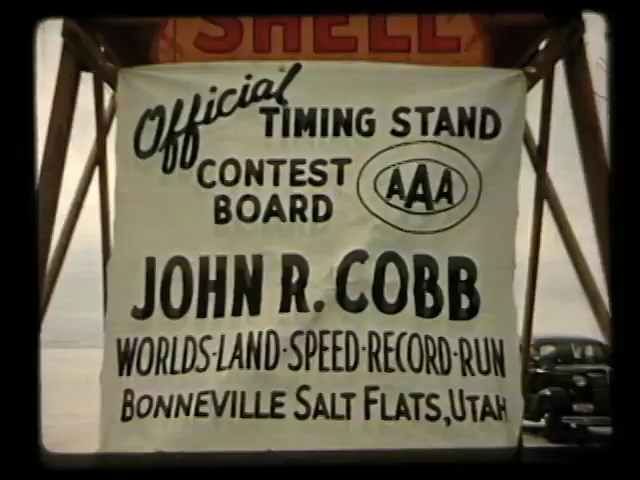 SHELL
Official TIMING STAND
CONTEST BOARD AAA
JOHN R. COBB
WORLDS-LAND-SPEED-RECORD-RUN
BONNEVILLE SALT FLATS, UTAH